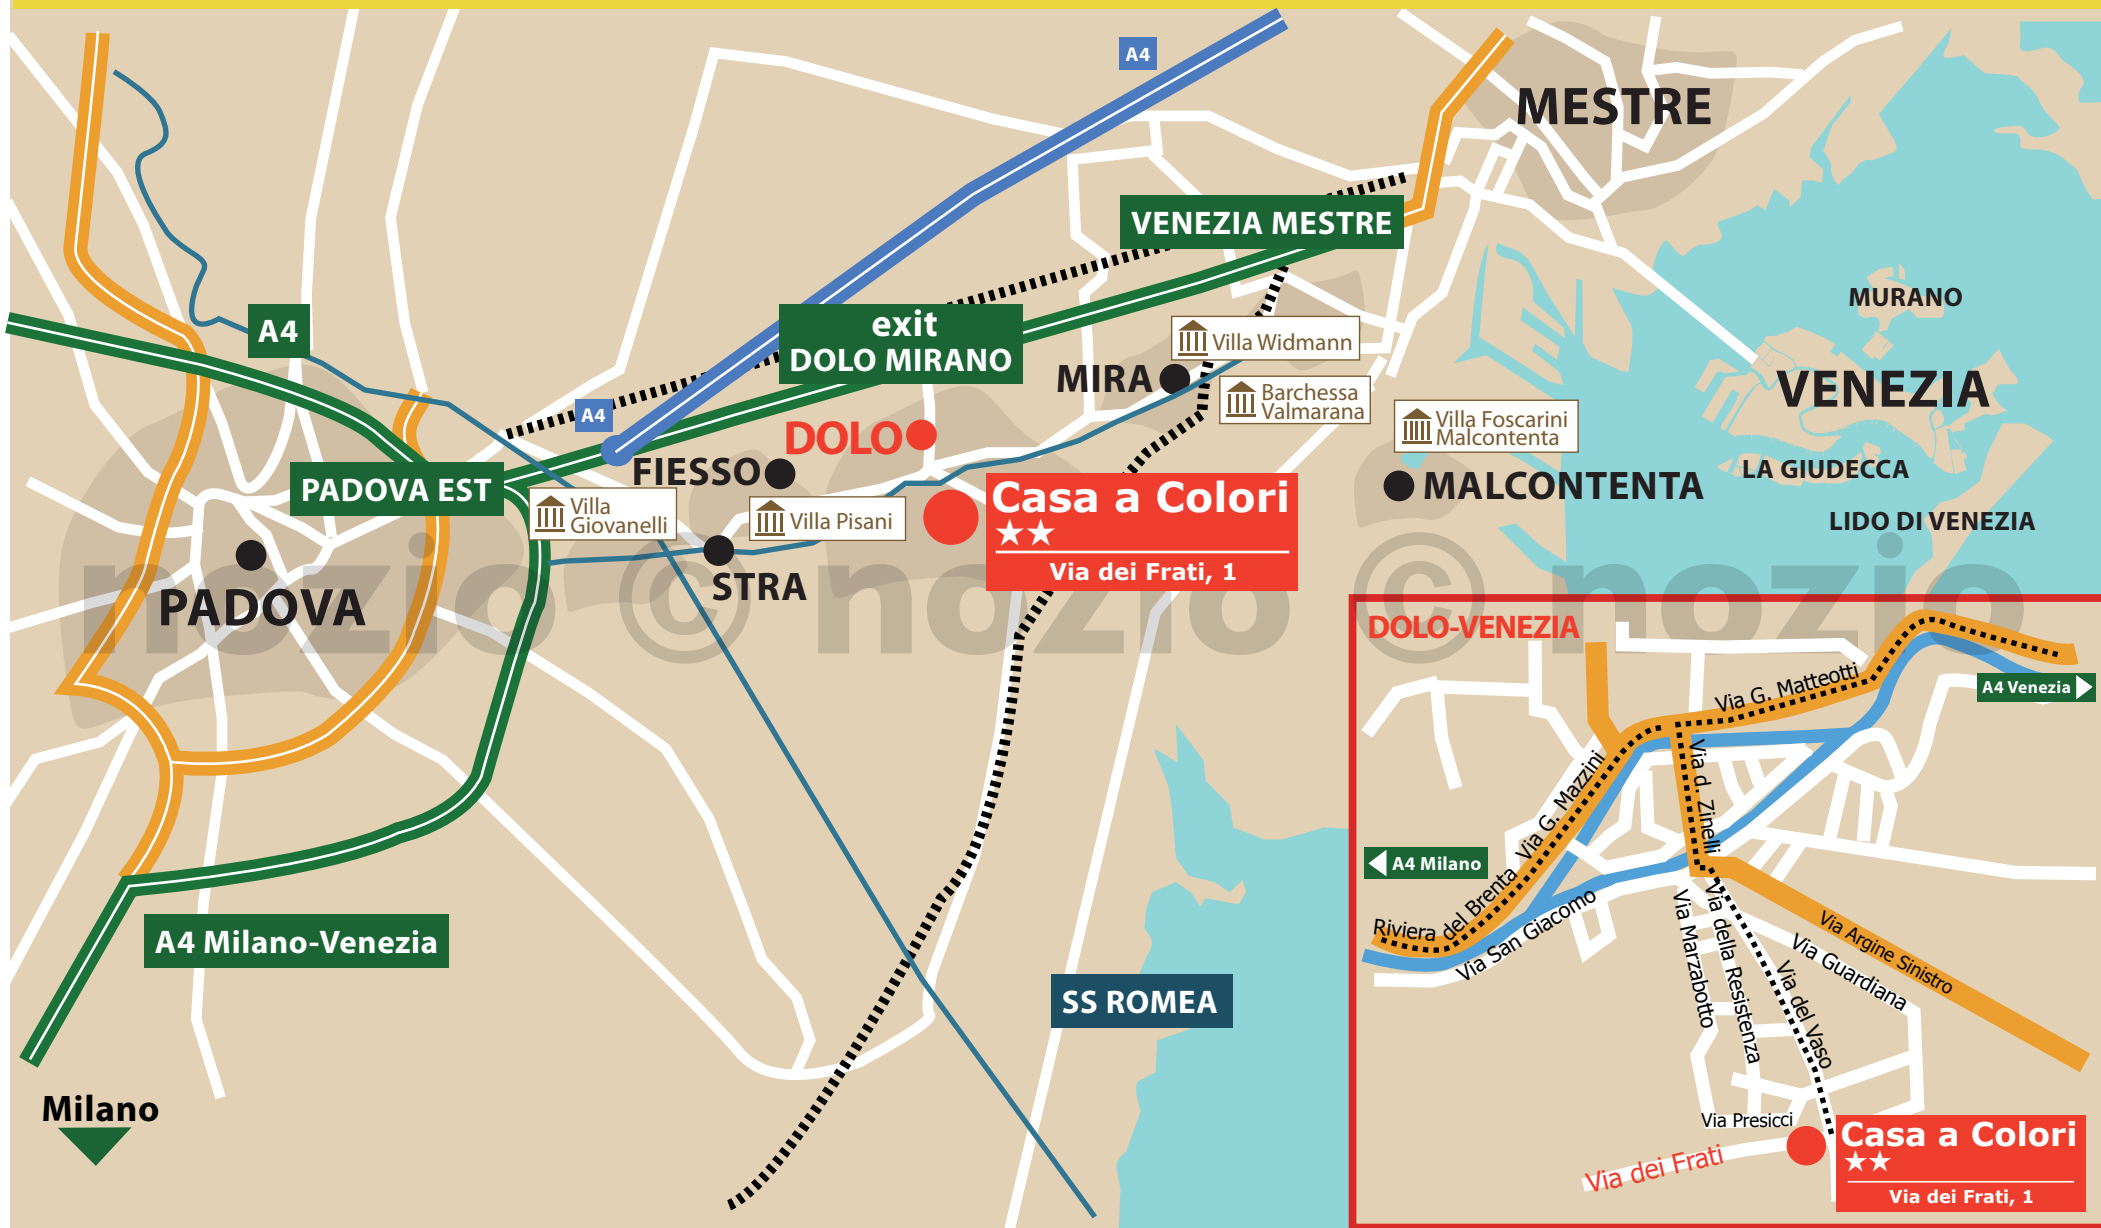 A4
MESTRE
VENEZIA MESTRE
MURANO
A4
exit
DOLO MIRANO
Villa Widmann
MIRA
Barchessa
Valmarana
VENEZIA
A4
Villa Foscarini
Malcontenta
DOLO
FIESSO
LA GIUDECCA
PADOVA EST
MALCONTENTA
Villa
Giovanelli
Villa Pisani
Casa a Colori
★★
Via dei Frati, 1
LIDO DI VENEZIA
STRA
PADOVA
nozio © nozio © nozio
A4 Milano-Venezia
SS ROMEA
Milano
DOLO-VENEZIA
Via G. Matteotti
A4 Venezia
Via G. Mazzini
Via d. Zinelli
A4 Milano
Riviera del Brenta
Via San Giacomo
Via Marzabotto
Via della Resistenza
Via del Vaso
Via Guardiana
Via Argine Sinistro
Via Presicci
Via dei Frati
Casa a Colori
★★
Via dei Frati, 1